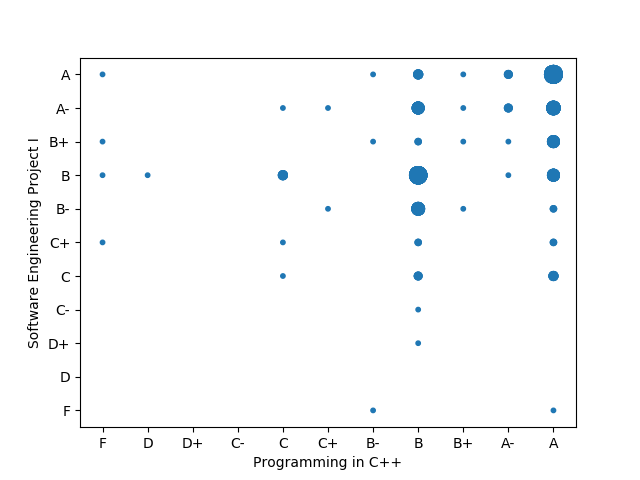 Software Engineering Project I
A
A-
B+
B
B-
C+
C
C-
D+
D
F
F D D+ C- C C+ B- B B+ A- A
Programming in C++